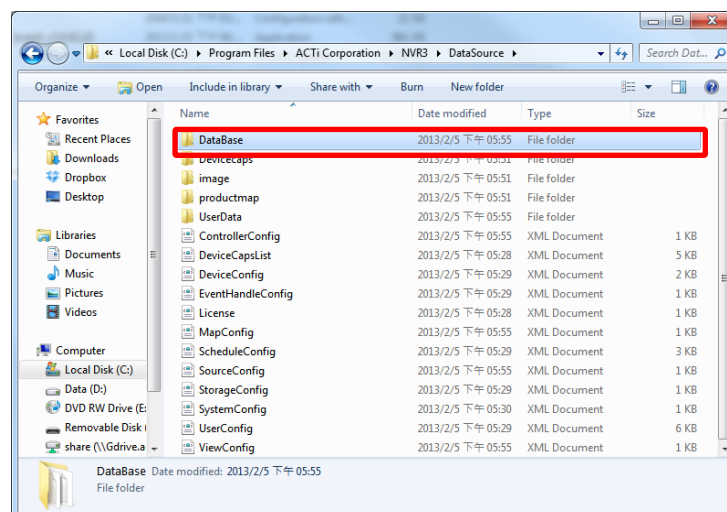 « Local Disk (C:) ▸ Program Files ▸ ACTi Corporation ▸ NVR3 ▸ DataSource ▸ Search Dat...
Organize Open Include in library Share with Burn New folder
Name Date modified Type Size
Favorites
Recent Places
Downloads
Dropbox
Desktop
Libraries
Documents
Music
Pictures
Videos
Computer
Local Disk (C:)
Data (D:)
DVD RW Drive (E:
Removable Disk
share (\\Gdrive.a
DataBase 2013/2/5 下午 05:55 File folder
Devicecaps 2013/2/5 下午 05:51 File folder
image 2013/2/5 下午 05:51 File folder
productmap 2013/2/5 下午 05:51 File folder
UserData 2013/2/5 下午 05:55 File folder
ControllerConfig 2013/2/5 下午 05:55 XML Document 1 KB
DeviceCapsList 2013/2/5 下午 05:28 XML Document 5 KB
DeviceConfig 2013/2/5 下午 05:29 XML Document 2 KB
EventHandleConfig 2013/2/5 下午 05:29 XML Document 1 KB
License 2013/2/5 下午 05:28 XML Document 1 KB
MapConfig 2013/2/5 下午 05:55 XML Document 1 KB
ScheduleConfig 2013/2/5 下午 05:29 XML Document 3 KB
SourceConfig 2013/2/5 下午 05:55 XML Document 1 KB
StorageConfig 2013/2/5 下午 05:29 XML Document 1 KB
SystemConfig 2013/2/5 下午 05:30 XML Document 1 KB
UserConfig 2013/2/5 下午 05:29 XML Document 6 KB
ViewConfig 2013/2/5 下午 05:55 XML Document 1 KB
DataBase Date modified: 2013/2/5 下午 05:55
File folder